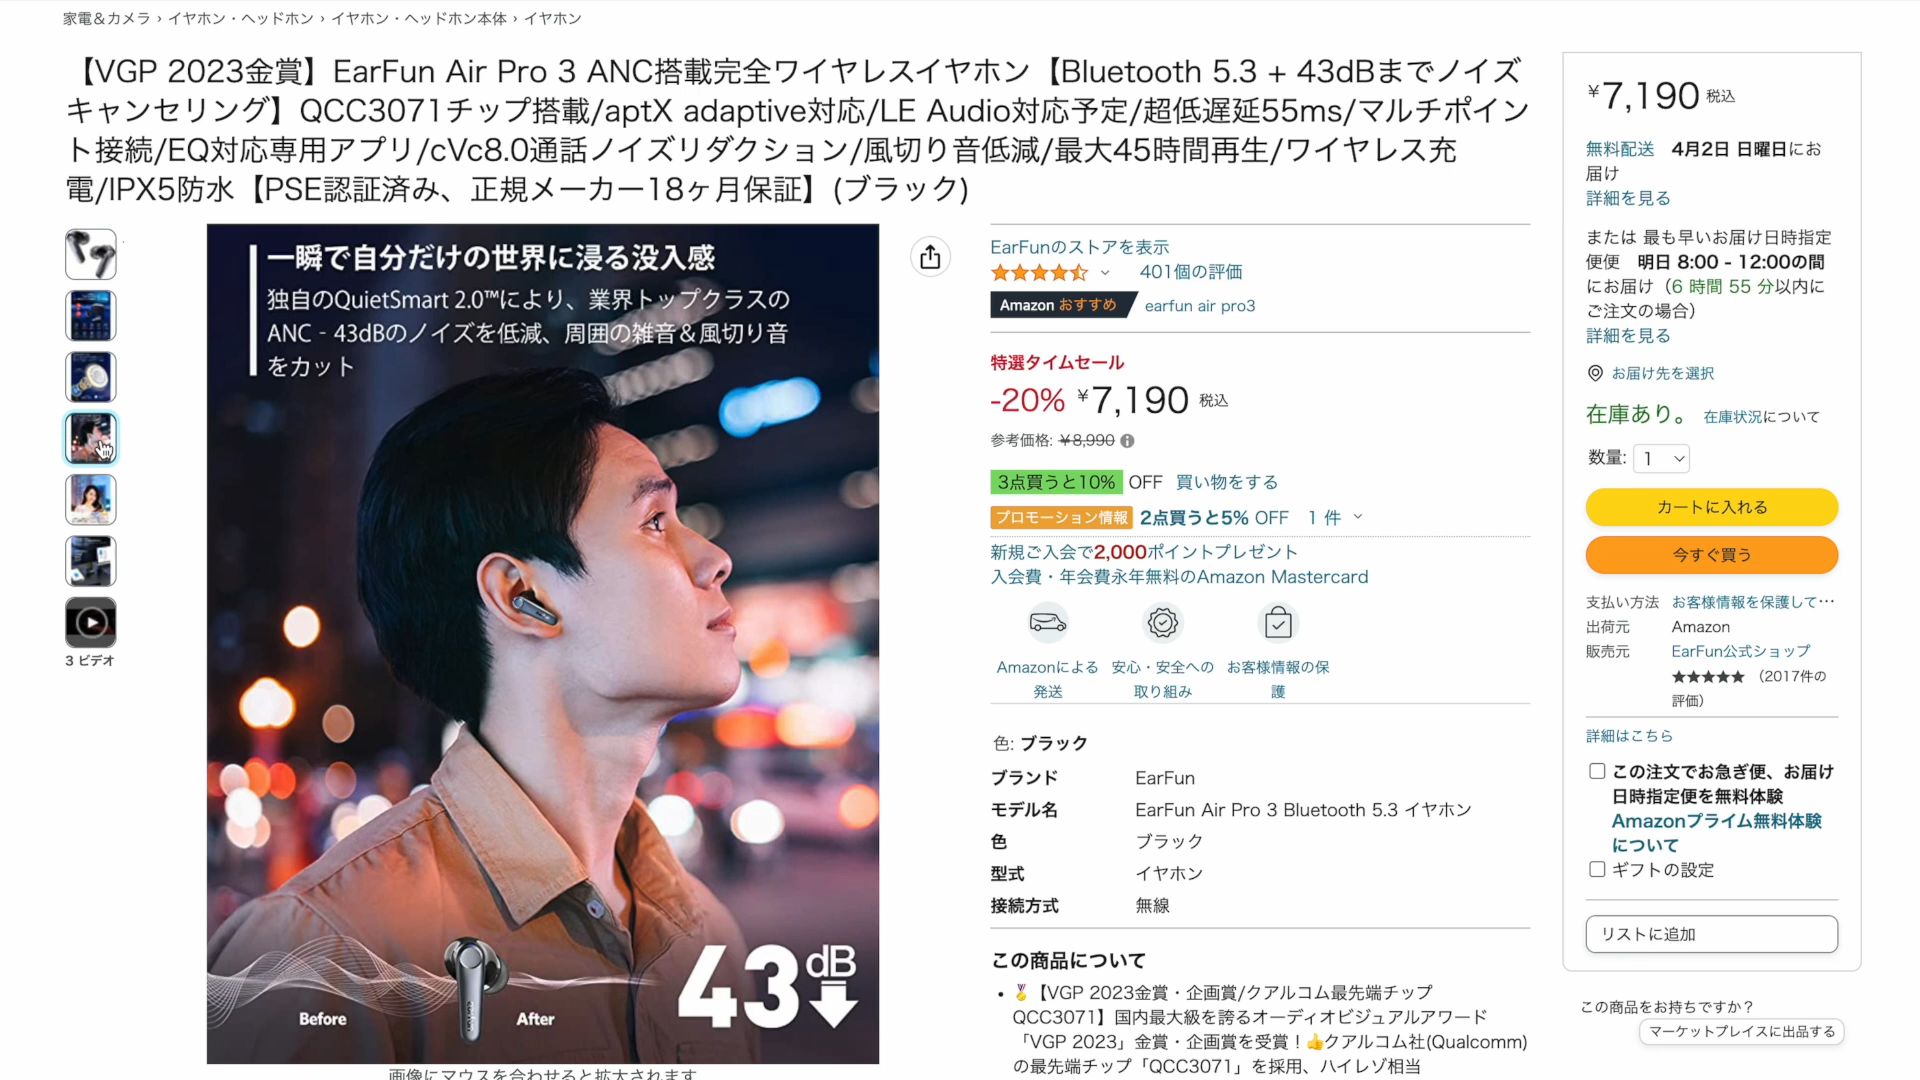 家電＆カメラ › イヤホン・ヘッドホン › イヤホン・ヘッドホン本体 › イヤホン
【VGP 2023金賞】EarFun Air Pro 3 ANC搭載完全ワイヤレスイヤホン【Bluetooth 5.3 + 43dBまでノイズ
キャンセリング】QCC3071チップ搭載/aptX adaptive対応/LE Audio対応予定/超低遅延55ms/マルチポイン
ト接続/EQ対応専用アプリ/cVc8.0通話ノイズリダクション/風切り音低減/最大45時間再生/ワイヤレス充
電/IPX5防水【PSE認証済み、正規メーカー18ヶ月保証】(ブラック)
3 ビデオ
一瞬で自分だけの世界に浸る没入感
独自のQuietSmart 2.0™により、業界トップクラスの
ANC - 43dBのノイズを低減、周囲の雑音＆風切り音
をカット
Before
After
43dB
画像にマウスを合わせると拡大されます
EarFunのストアを表示
401個の評価
Amazon おすすめ earfun air pro3
特選タイムセール
-20% ￥7,190 税込
参考価格: ￥8,990
3点買うと10% OFF 買い物をする
プロモーション情報 2点買うと5% OFF 1 件
新規ご入会で2,000ポイントプレゼント
入会費・年会費永年無料のAmazon Mastercard
Amazonによる
発送
安心・安全への
取り組み
お客様情報の保
護
色: ブラック
ブランド EarFun
モデル名 EarFun Air Pro 3 Bluetooth 5.3 イヤホン
色 ブラック
型式 イヤホン
接続方式 無線
この商品について
• 🏅【VGP 2023金賞・企画賞/クアルコム最先端チップ
QCC3071】国内最大級を誇るオーディオビジュアルアワード
「VGP 2023」金賞・企画賞を受賞！👍クアルコム社(Qualcomm)
の最先端チップ「QCC3071」を採用、ハイレゾ相当
￥7,190 税込
無料配送 4月2日 日曜日にお
届け
詳細を見る
または 最も早いお届け日時指定
便便 明日 8:00 - 12:00の間
にお届け（6 時間 55 分以内に
ご注文の場合）
詳細を見る
お届け先を選択
在庫あり。 在庫状況について
数量: 1
カートに入れる
今すぐ買う
支払い方法 お客様情報を保護して…
出荷元 Amazon
販売元 EarFun公式ショップ
★★★★★ （2017件の
評価）
詳細はこちら
この注文でお急ぎ便、お届け
日時指定便を無料体験
Amazonプライム無料体験
について
ギフトの設定
リストに追加
この商品をお持ちですか？
マーケットプレイスに出品する